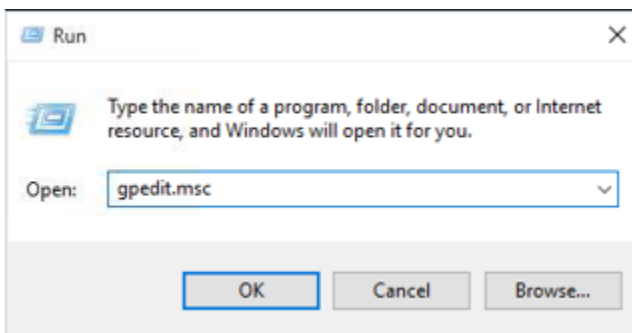 Run
Type the name of a program, folder, document, or Internet
resource, and Windows will open it for you.
Open: gpedit.msc
OK Cancel Browse...